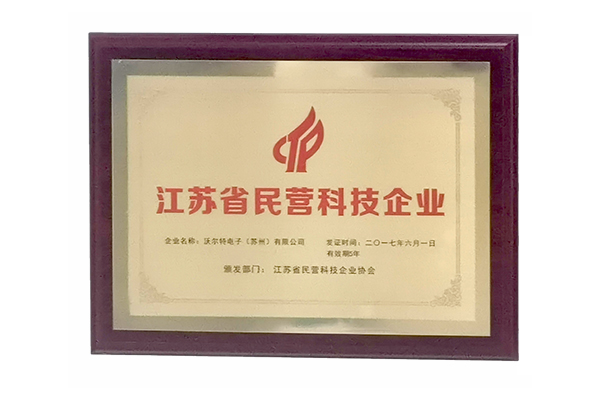 江苏省民营科技企业
企业名称：沃尔特电子（苏州）有限公司 发证时间：二〇一七年六月一日
有效期5年
颁发部门：江苏省民营科技企业协会